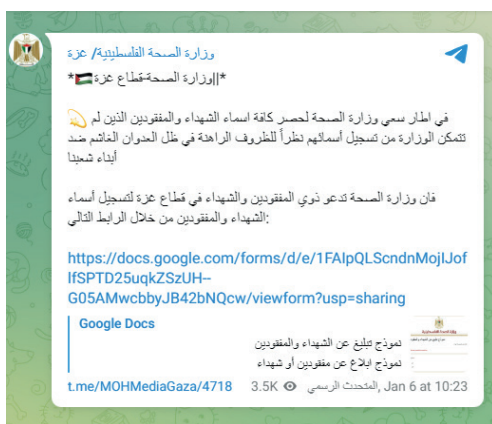 وزارة الصحة الفلسطينية/ غزة
*||وزارة الصحة-قطاع غزة🇵🇸*
💫 في اطار سعي وزارة الصحة لحصر كافة اسماء الشهداء والمفقودين الذين لم
تتمكن الوزارة من تسجيل أسمائهم نظراً للظروف الراهنة في ظل العدوان الغاشم ضد
أبناء شعبنا
فان وزارة الصحة تدعو ذوي المفقودين والشهداء في قطاع غزة لتسجيل أسماء
الشهداء والمفقودين من خلال الرابط التالي:
https://docs.google.com/forms/d/e/1FAIpQLScndnMojIJof
IfSPTD25uqkZSzUH--
G05AMwcbbyJB42bNQcw/viewform?usp=sharing
Google Docs
نموذج تبليغ عن الشهداء والمفقودين
نموذج ابلاغ عن مفقودين أو شهداء
t.me/MOHMediaGaza/4718 3.5K المتحدث الرسمي, Jan 6 at 10:23